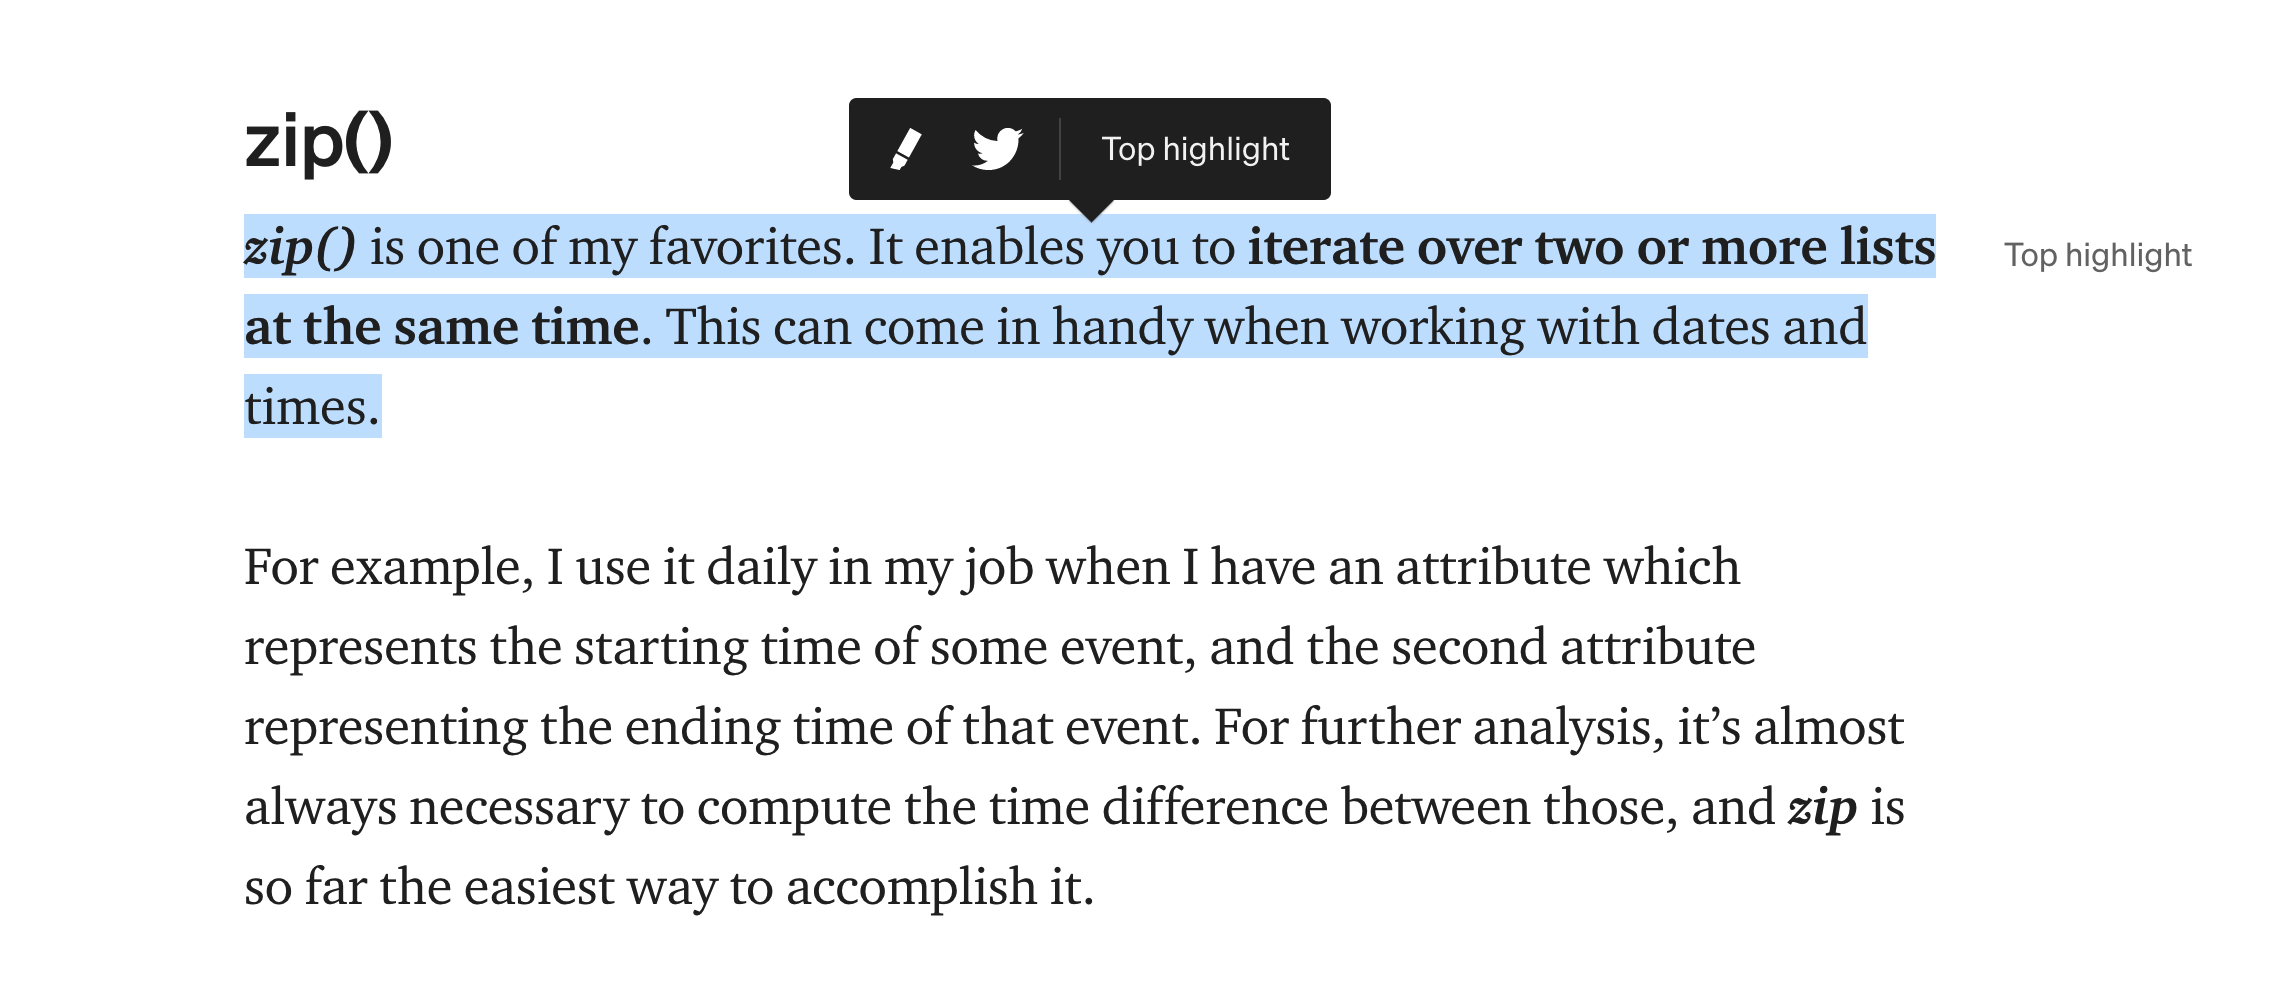 zip()
Top highlight
zip() is one of my favorites. It enables you to iterate over two or more lists
Top highlight
at the same time. This can come in handy when working with dates and
times.
For example, I use it daily in my job when I have an attribute which
represents the starting time of some event, and the second attribute
representing the ending time of that event. For further analysis, it’s almost
always necessary to compute the time difference between those, and zip is
so far the easiest way to accomplish it.